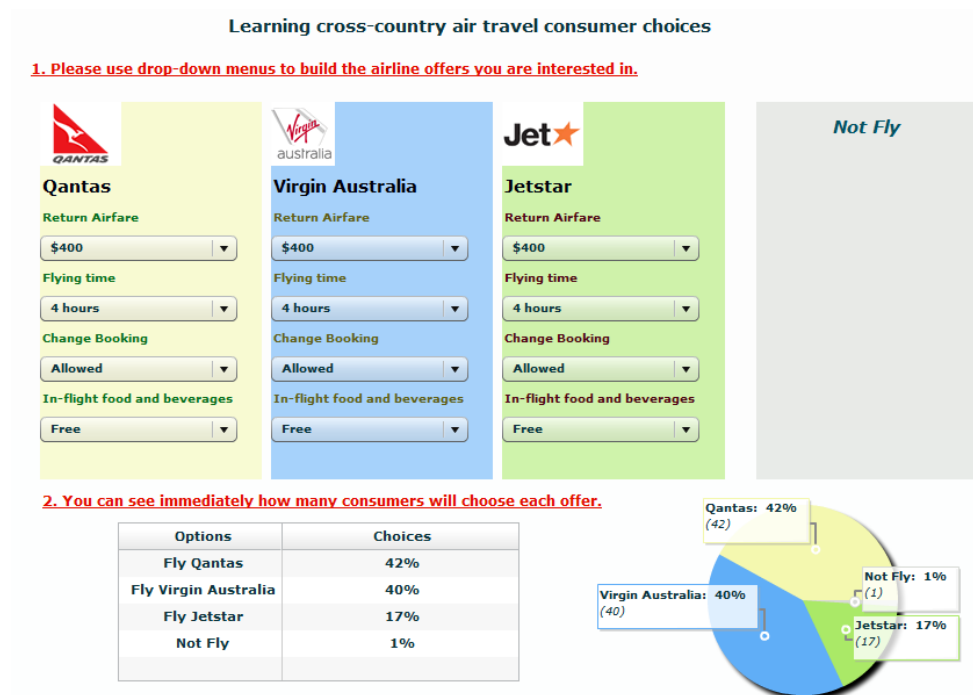 Learning cross-country air travel consumer choices
1. Please use drop-down menus to build the airline offers you are interested in.
QANTAS
Virgin
australia
Jet
Not Fly
Qantas
Virgin Australia
Jetstar
Return Airfare
Return Airfare
Return Airfare
$400
$400
$400
Flying time
Flying time
Flying time
4 hours
4 hours
4 hours
Change Booking
Change Booking
Change Booking
Allowed
Allowed
Allowed
In-flight food and beverages
In-flight food and beverages
In-flight food and beverages
Free
Free
Free
2. You can see immediately how many consumers will choose each offer.
Options Choices
Fly Qantas 42%
Fly Virgin Australia 40%
Fly Jetstar 17%
Not Fly 1%
Qantas: 42%
(42)
Not Fly: 1%
(1)
Virgin Australia: 40%
(40)
Jetstar: 17%
(17)